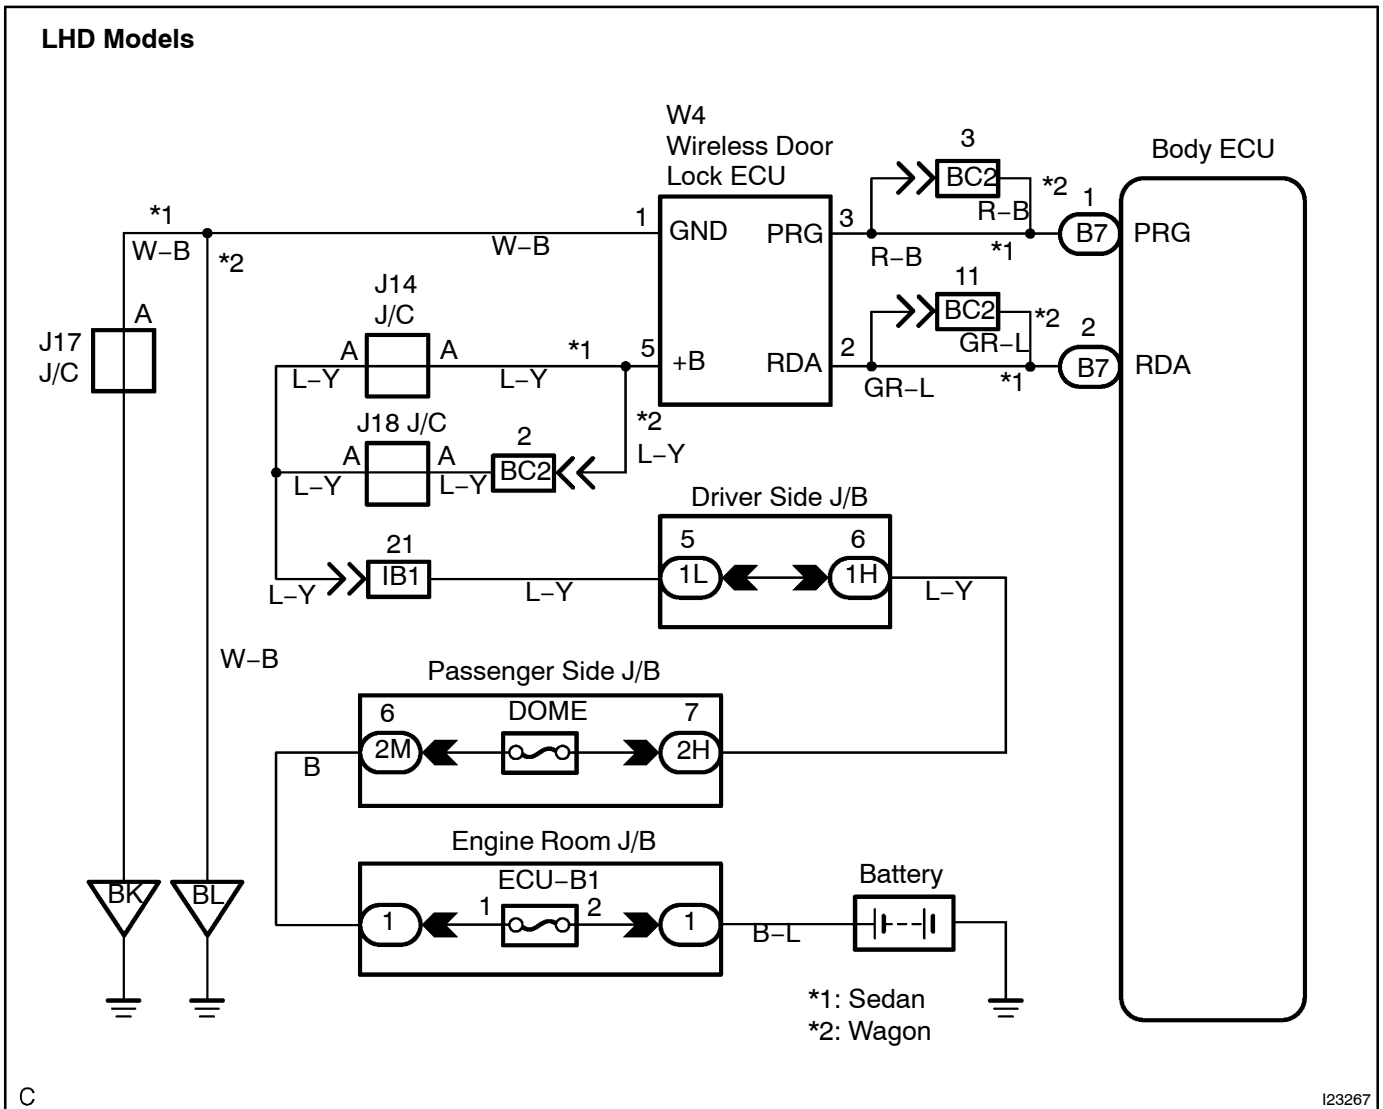 LHD Models
W4
Wireless Door
Lock ECU
3
BC2
*2
R–B
Body ECU
*1
W–B
*2
W–B
1
GND
PRG
3
R–B
*1
1
B7
PRG
J14
J/C
11
BC2
*2
GR–L
J17
J/C
A
A
A
L–Y
L–Y
*1
5
+B
RDA
2
GR–L
*1
2
B7
RDA
J18 J/C
A
A
L–Y
L–Y
2
BC2
*2
L–Y
Driver Side J/B
21
IB1
L–Y
L–Y
5
1L
6
1H
L–Y
W–B
Passenger Side J/B
6
DOME
7
2M
2H
B
Engine Room J/B
ECU–B1
1
1
2
1
B–L
Battery
BK
BL
*1: Sedan
*2: Wagon
C
I23267